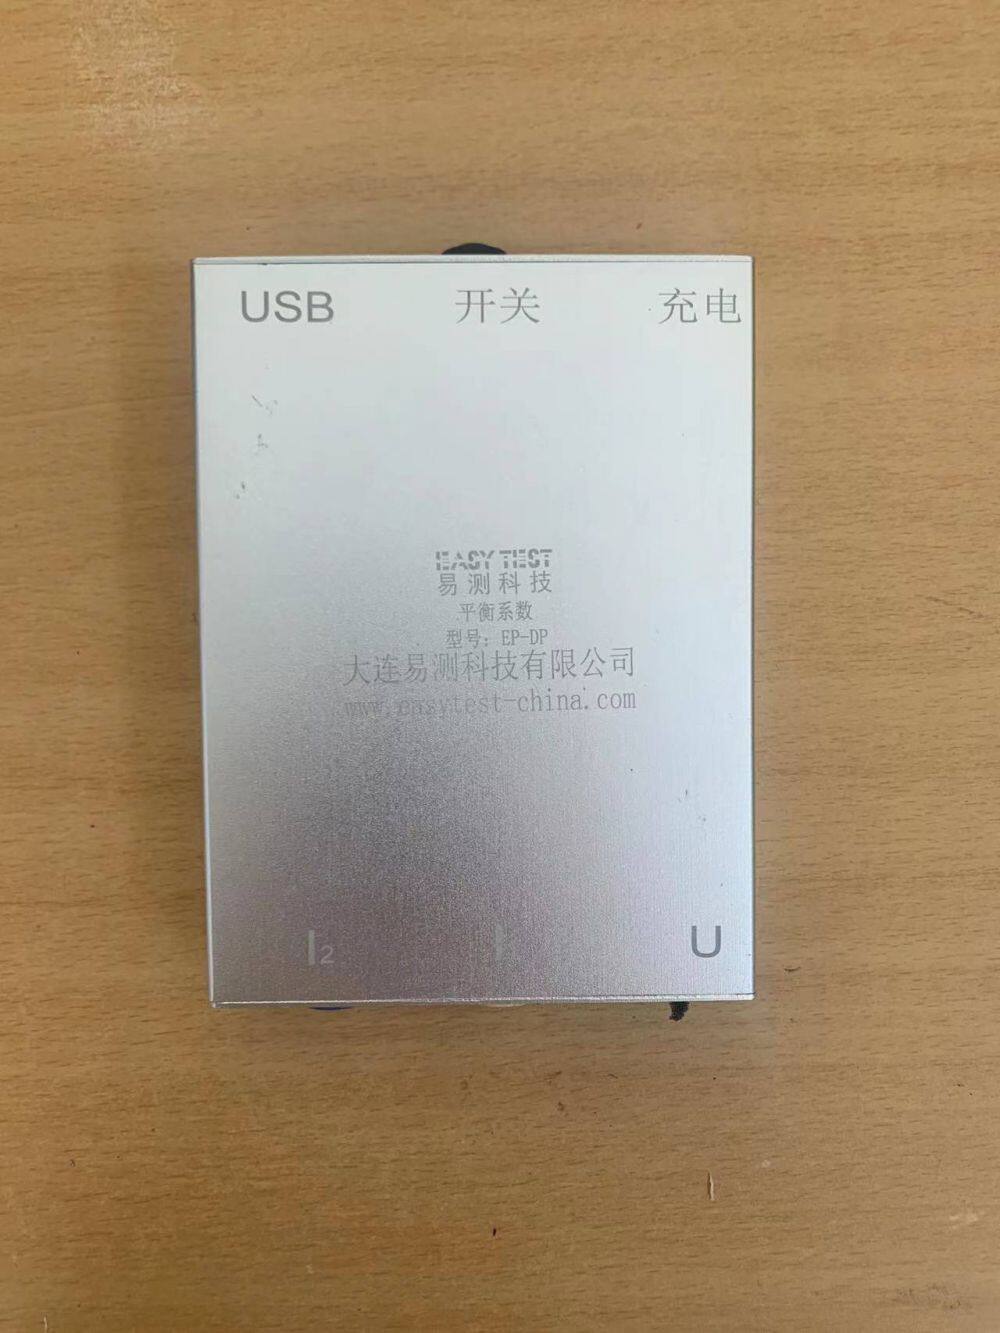 USB 开关 充电
EASY TEST
易测科技
平衡系数
型号：EP-DP
大连易测科技有限公司
www.easytest-china.com
I2 I U